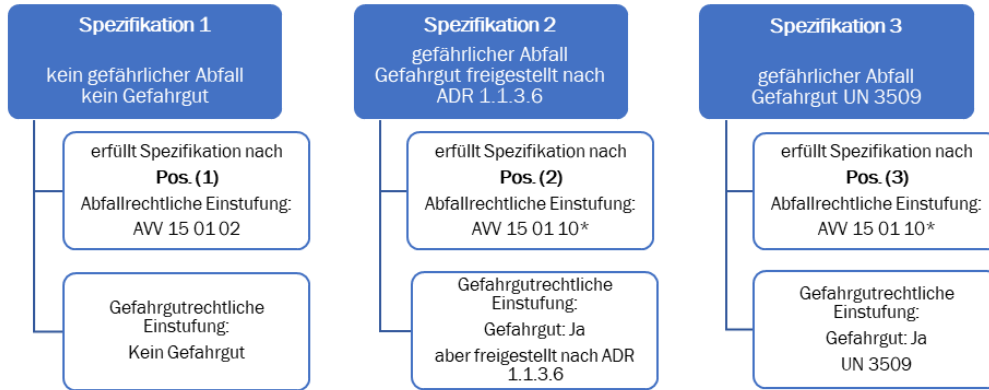 Spezifikation 1
kein gefährlicher Abfall
kein Gefahrgut
erfüllt Spezifikation nach
Pos. (1)
Abfallrechtliche Einstufung:
AVV 15 01 02
Gefahrgutrechtliche
Einstufung:
Kein Gefahrgut
Spezifikation 2
gefährlicher Abfall
Gefahrgut freigestellt nach
ADR 1.1.3.6
erfüllt Spezifikation nach
Pos. (2)
Abfallrechtliche Einstufung:
AVV 15 01 10*
Gefahrgutrechtliche
Einstufung:
Gefahrgut: Ja
aber freigestellt nach ADR
1.1.3.6
Spezifikation 3
gefährlicher Abfall
Gefahrgut UN 3509
erfüllt Spezifikation nach
Pos. (3)
Abfallrechtliche Einstufung:
AVV 15 01 10*
Gefahrgutrechtliche
Einstufung:
Gefahrgut: Ja
UN 3509